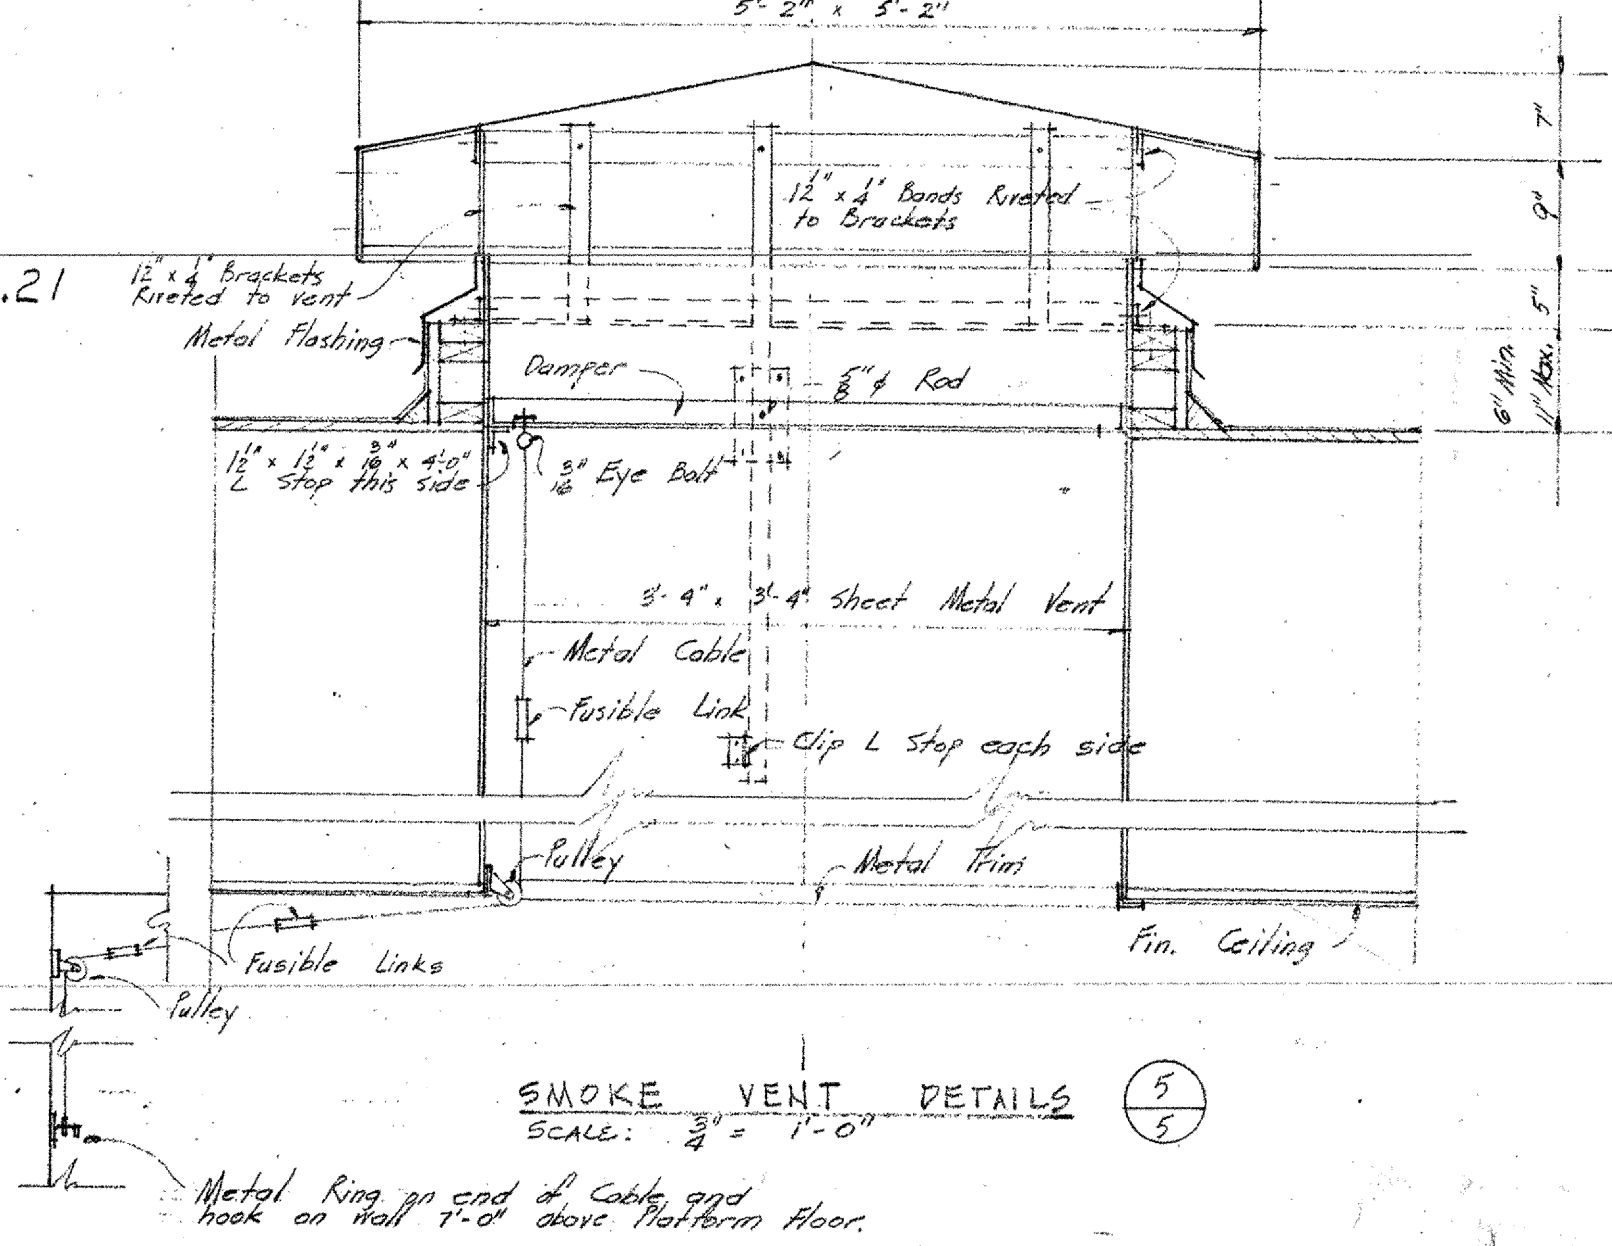 5'-2" x 5'-2"
7"
9"
5"
6" Min.
11" Max.
1 1/2" x 1/4" Bands Riveted
to Brackets
.21
1 1/2" x 1/4" Brackets
Riveted to vent
Metal Flashing
Damper
5/8" ϕ Rod
1 1/2" x 1 1/2" x 3/16" x 4'-0"
L Stop this side
3/16" Eye Bolt
3'-4" x 3'-4" Sheet Metal Vent
Metal Cable
Fusible Link
Clip L Stop each side
Pulley
Metal Trim
Fin. Ceiling
Fusible Links
Pulley
SMOKE VENT DETAILS
SCALE: 3/4" = 1'-0"
5
5
Metal Ring on end of Cable and
hook on wall 7'-0" above Platform Floor.